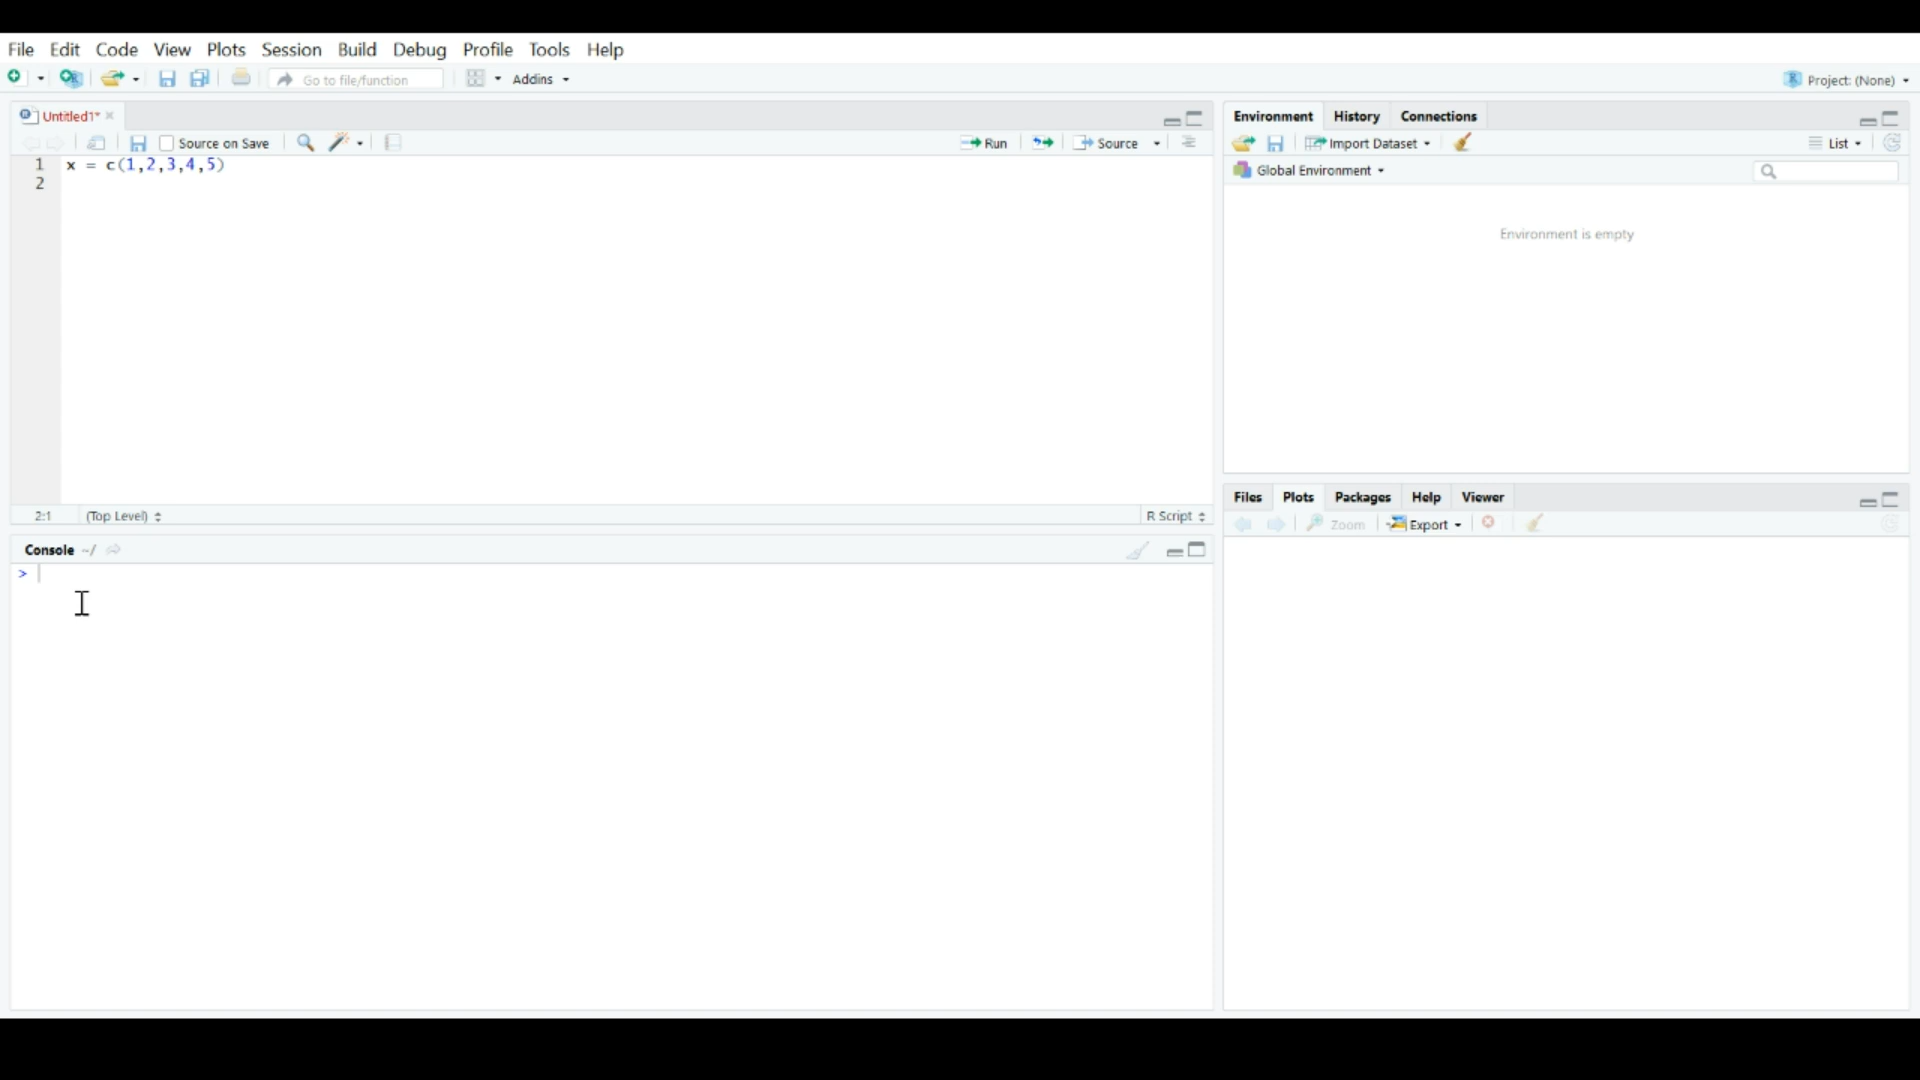 File Edit Code View Plots Session Build Debug Profile Tools Help
Go to file/function Addins Project: (None)
Untitled1*
Source on Save Run Source
1 x = c(1,2,3,4,5)
2
2:1 (Top Level) R Script
Console ~/
>
Environment History Connections
Import Dataset List
Global Environment
Environment is empty
Files Plots Packages Help Viewer
Zoom Export